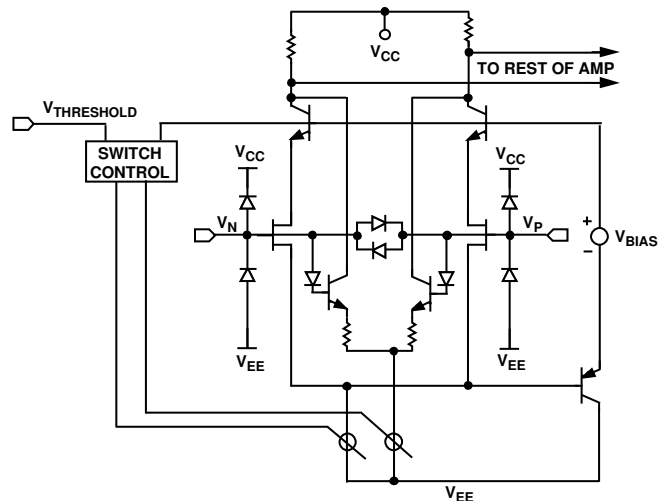 VCC
TO REST OF AMP
VTHRESHOLD
SWITCH
CONTROL
VCC
VCC
VN
VP
+
VBIAS
–
VEE
VEE
VEE